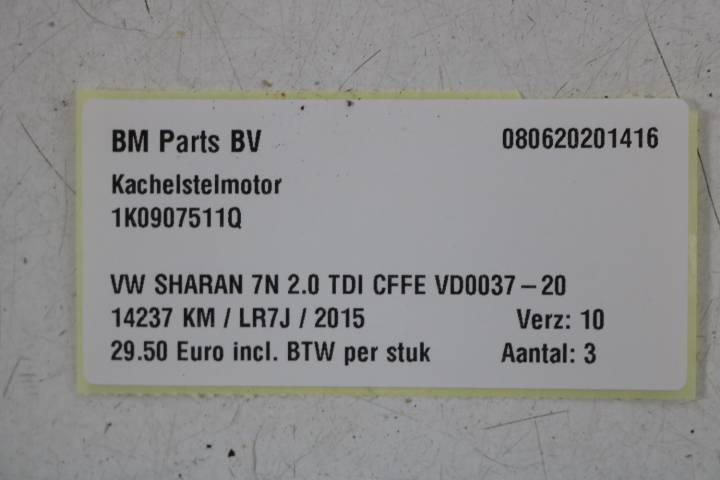 BM Parts BV 080620201416
Kachelstelmotor
1K0907511Q
VW SHARAN 7N 2.0 TDI CFFE VD0037-20
14237 KM / LR7J / 2015 Verz: 10
29.50 Euro incl. BTW per stuk Aantal: 3